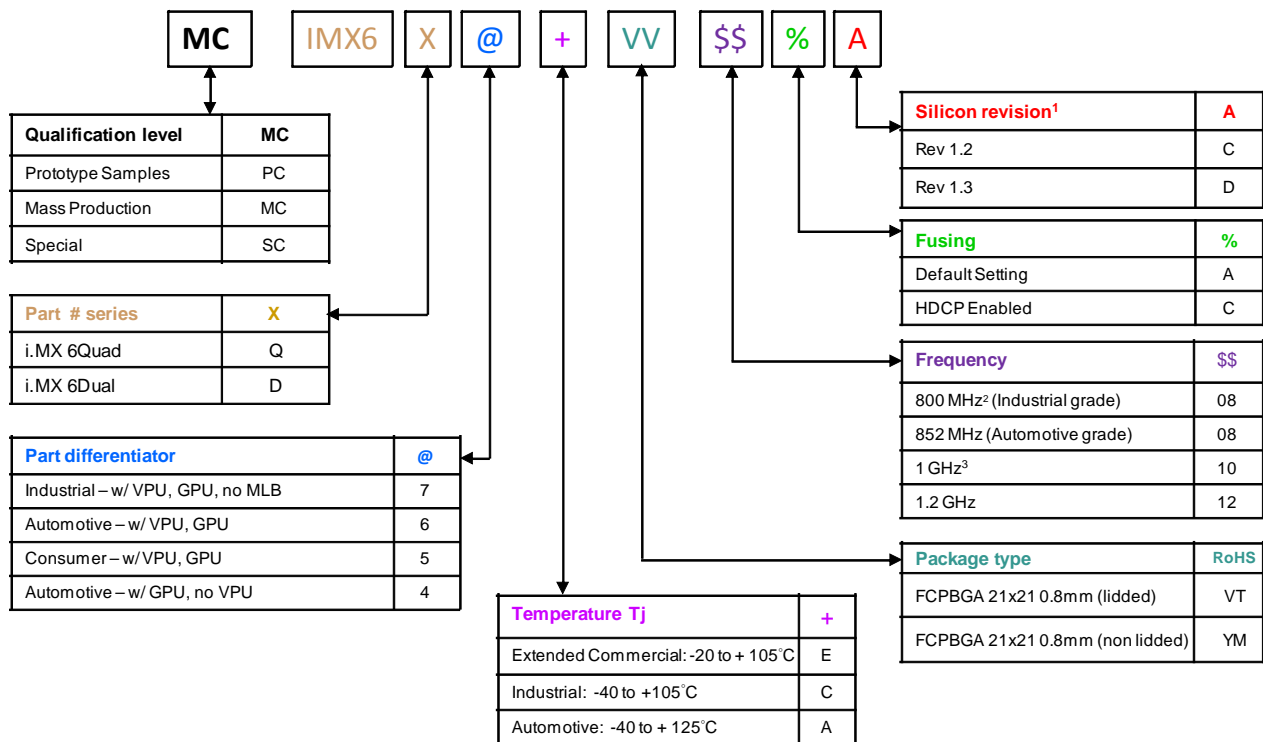 MC IMX6 X @ + VV $$ % A
Qualification level MC
Prototype Samples PC
Mass Production MC
Special SC
Part # series X
i.MX 6Quad Q
i.MX 6Dual D
Part differentiator @
Industrial – w/ VPU, GPU, no MLB 7
Automotive – w/ VPU, GPU 6
Consumer – w/ VPU, GPU 5
Automotive – w/ GPU, no VPU 4
Temperature Tj +
Extended Commercial: -20 to + 105°C E
Industrial: -40 to +105°C C
Automotive: -40 to + 125°C A
Silicon revision¹ A
Rev 1.2 C
Rev 1.3 D
Fusing %
Default Setting A
HDCP Enabled C
Frequency $$
800 MHz² (Industrial grade) 08
852 MHz (Automotive grade) 08
1 GHz³ 10
1.2 GHz 12
Package type RoHS
FCPBGA 21x21 0.8mm (lidded) VT
FCPBGA 21x21 0.8mm (non lidded) YM